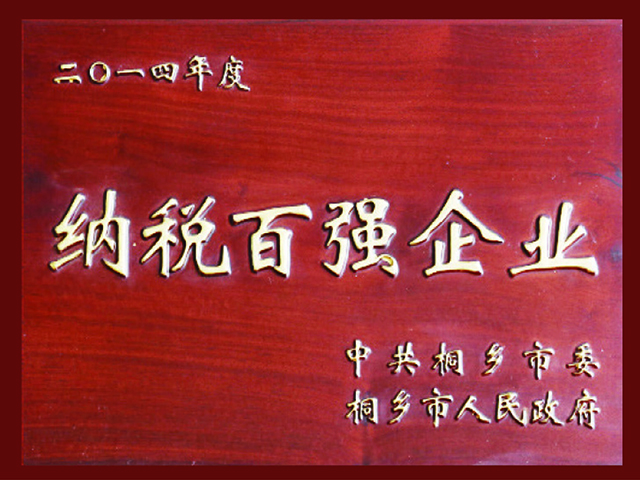 二〇一四年度
纳税百强企业
中共桐乡市委
桐乡市人民政府